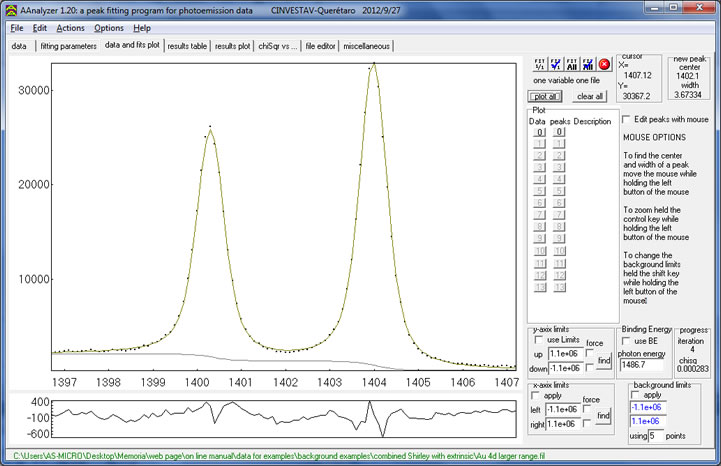 AAnalyzer 1.20: a peak fitting program for photoemission data CINVESTAV-Querétaro 2012/9/27
File Edit Actions Options Help
data fitting parameters data and fits plot results table results plot chiSqr vs ... file editor miscellaneous
30000
20000
10000
1397 1398 1399 1400 1401 1402 1403 1404 1405 1406 1407
400
-100
-600
FIT 1/1 FIT √1 FIT All FIT All
one variable one file
plot all clear all
cursor
X=
1407.12
Y=
30367.2
new peak
center
1402.1
width
3.67334
Plot
Data peaks Description
0 0
1 1
2 2
3 3
4 4
5 5
6 6
7 7
8 8
9 9
10 10
11 11
12 12
13 13
Edit peaks with mouse
MOUSE OPTIONS
To find the center
and width of a peak
move the mouse while
holding the left
button of the mouse
To zoom held the
control key while
holding the left
button of the mouse
To change the
background limits
held the shift key
while holding the
left button of the
mouse
y-axis limits
use Limits force
up 1.1e+06
down -1.1e+06
find
Binding Energy
use BE
photon energy
1486.7
progress
iteration
4
chisq
0.000283
x-axis limits
apply force
left -1.1e+06
right 1.1e+06
find
background limits
apply
-1.1e+06
1.1e+06
using 5 points
C:\Users\AS-MICRO\Desktop\Memoria\web page\on line manual\data for examples\background examples\combined Shirley with extrinsic\Au 4d larger range.fil